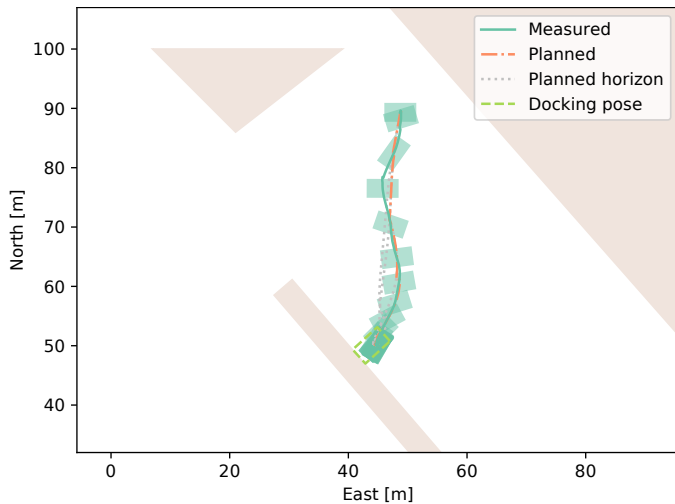 Measured
Planned
Planned horizon
Docking pose
North [m]
100
90
80
70
60
50
40
0
20
40
60
80
East [m]